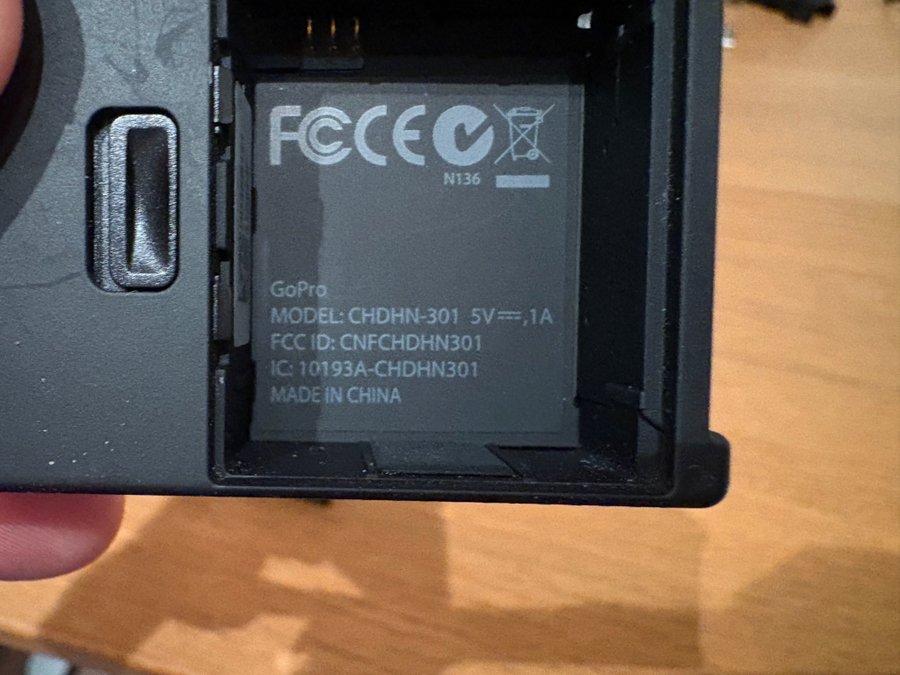 FC CE
N136
GoPro
MODEL: CHDHN-301 5V⎓,1A
FCC ID: CNFCHDHN301
IC: 10193A-CHDHN301
MADE IN CHINA